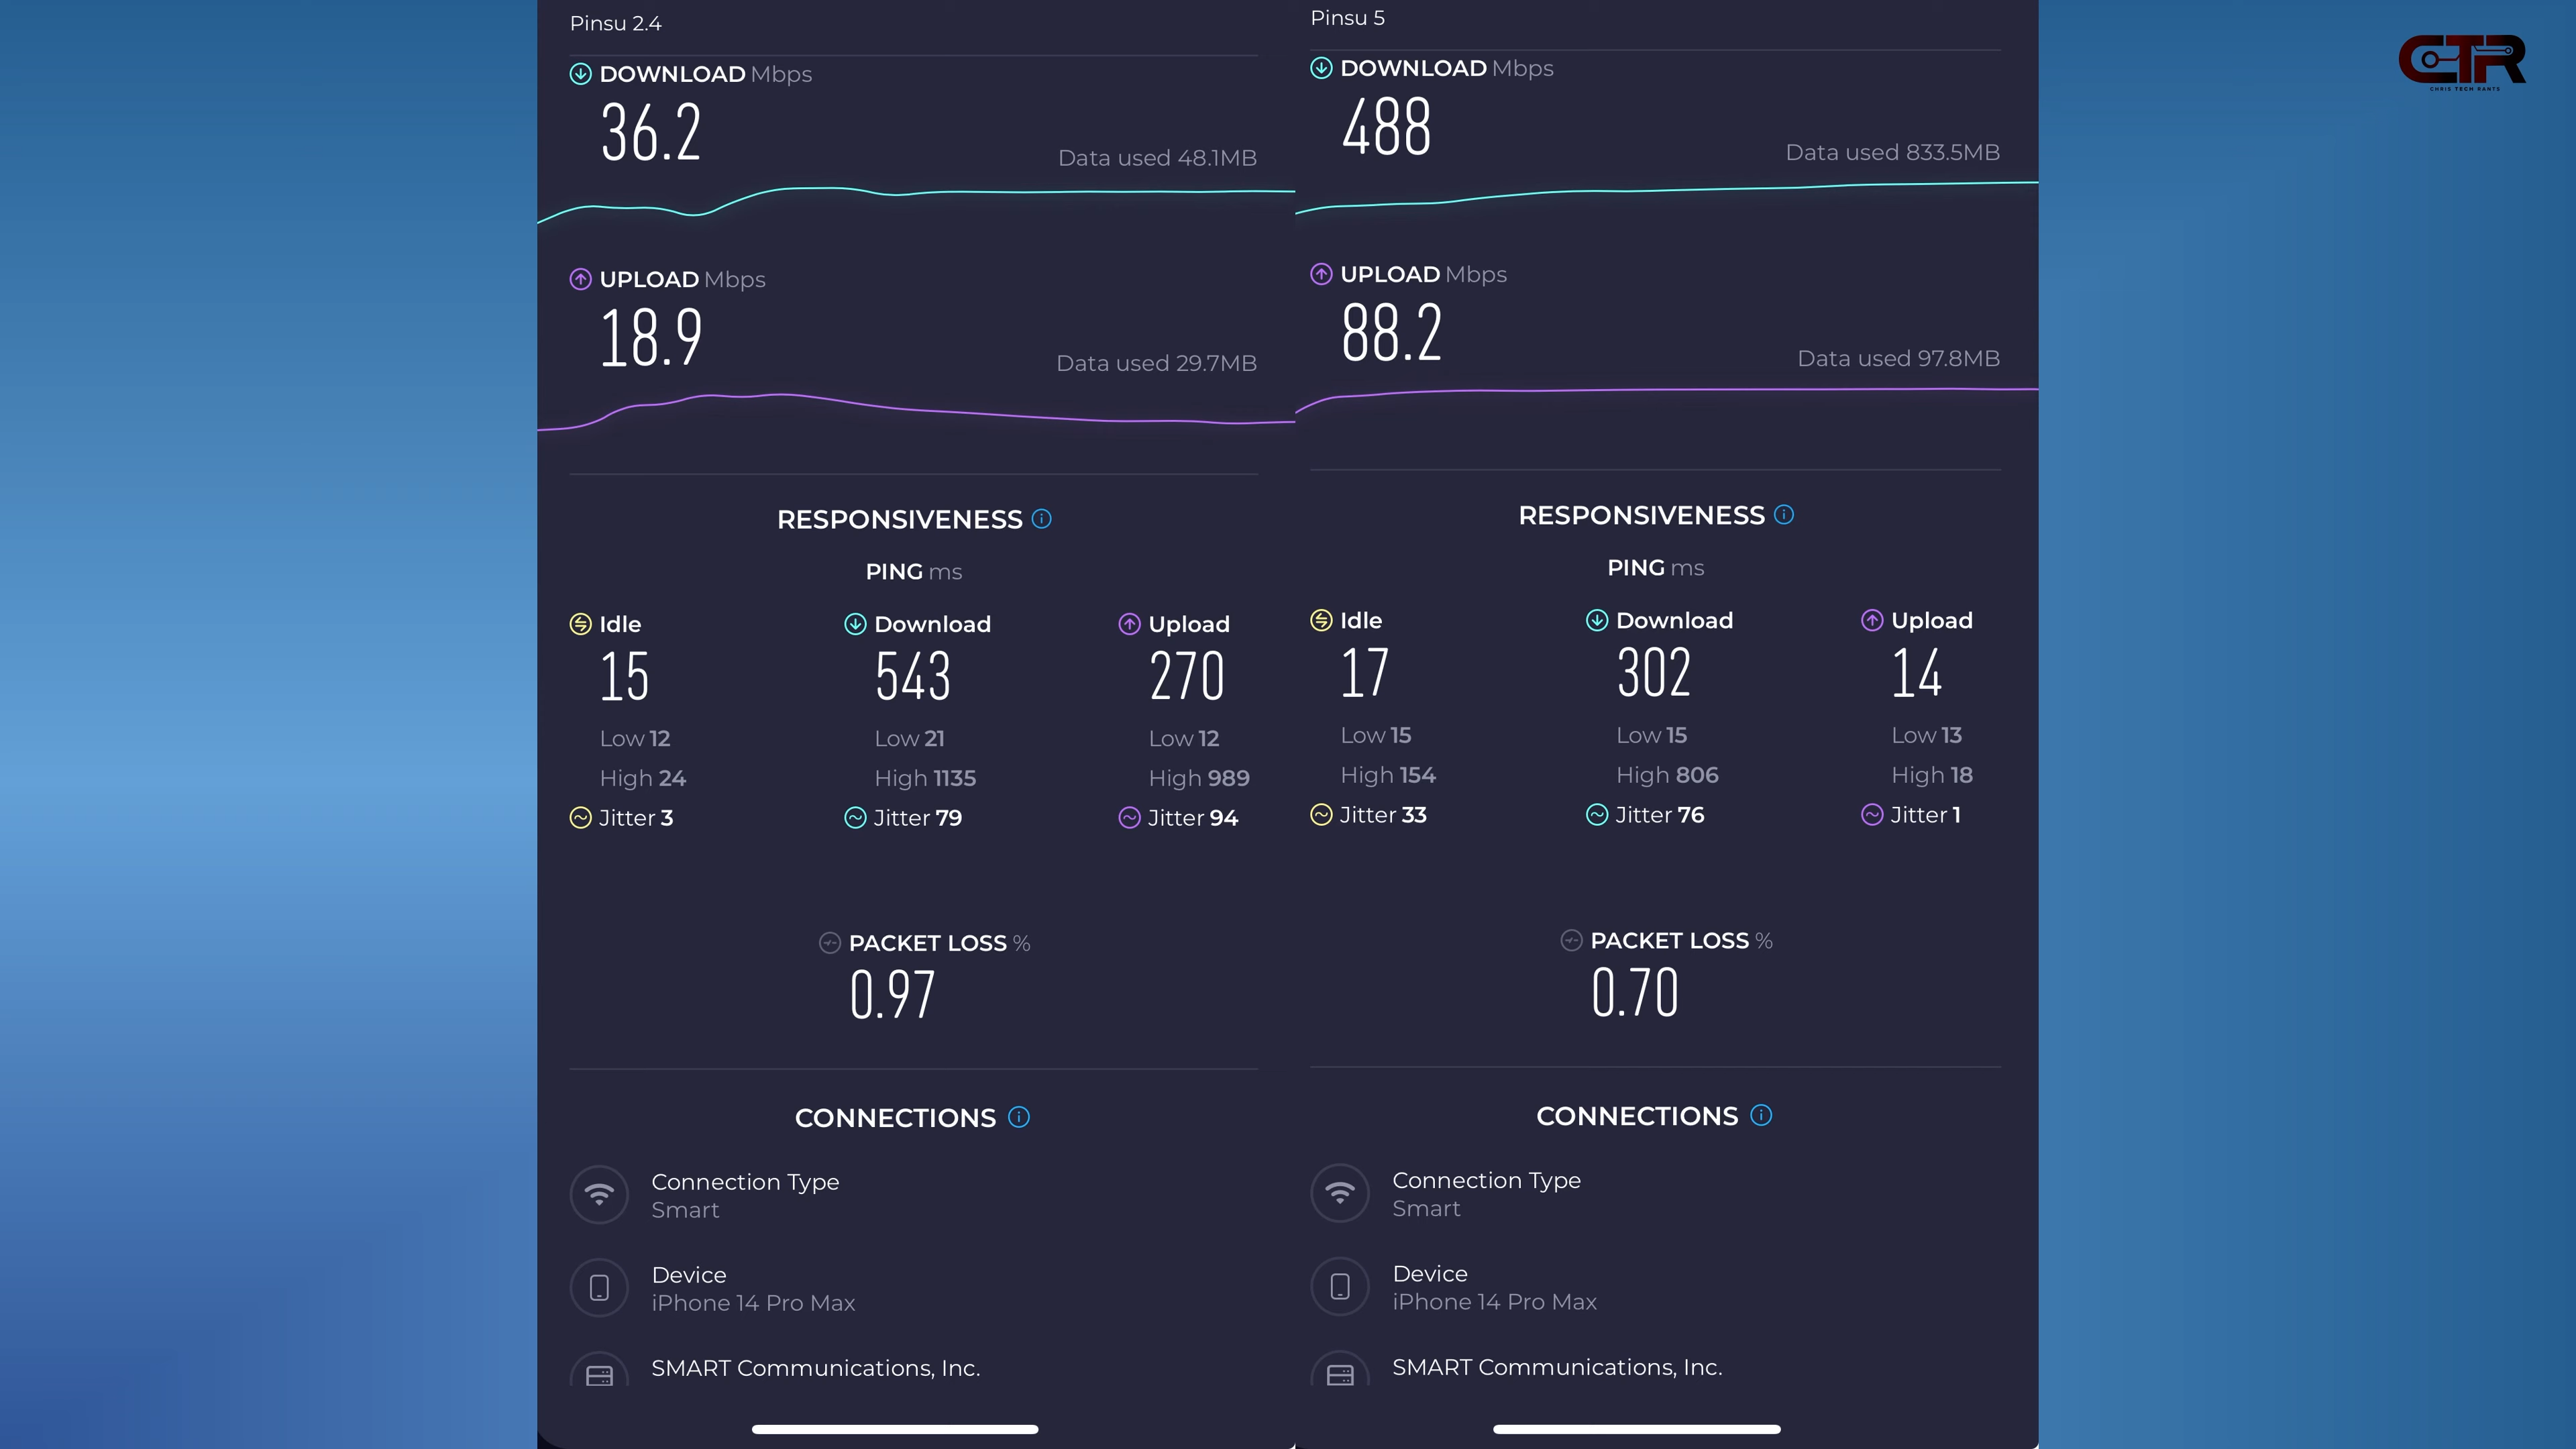 Pinsu 2.4
DOWNLOAD Mbps
36.2
Data used 48.1MB
UPLOAD Mbps
18.9
Data used 29.7MB
RESPONSIVENESS
PING ms
Idle Download Upload
15 543 270
Low 12 Low 21 Low 12
High 24 High 1135 High 989
Jitter 3 Jitter 79 Jitter 94
PACKET LOSS %
0.97
CONNECTIONS
Connection Type
Smart
Device
iPhone 14 Pro Max
SMART Communications, Inc.
Pinsu 5
DOWNLOAD Mbps
488
Data used 833.5MB
UPLOAD Mbps
88.2
Data used 97.8MB
RESPONSIVENESS
PING ms
Idle Download Upload
17 302 14
Low 15 Low 15 Low 13
High 154 High 806 High 18
Jitter 33 Jitter 76 Jitter 1
PACKET LOSS %
0.70
CONNECTIONS
Connection Type
Smart
Device
iPhone 14 Pro Max
SMART Communications, Inc.
CTR
CHRIS TECH RANTS